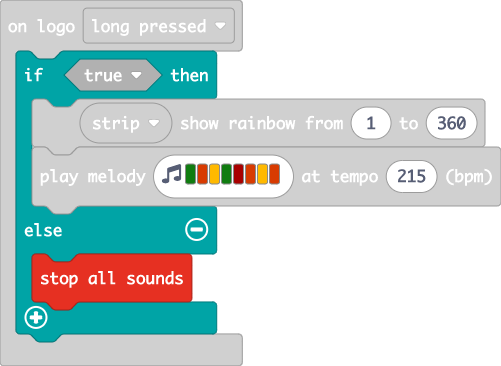 on logo long pressed
if true then
strip show rainbow from 1 to 360
play melody at tempo 215 (bpm)
else
stop all sounds